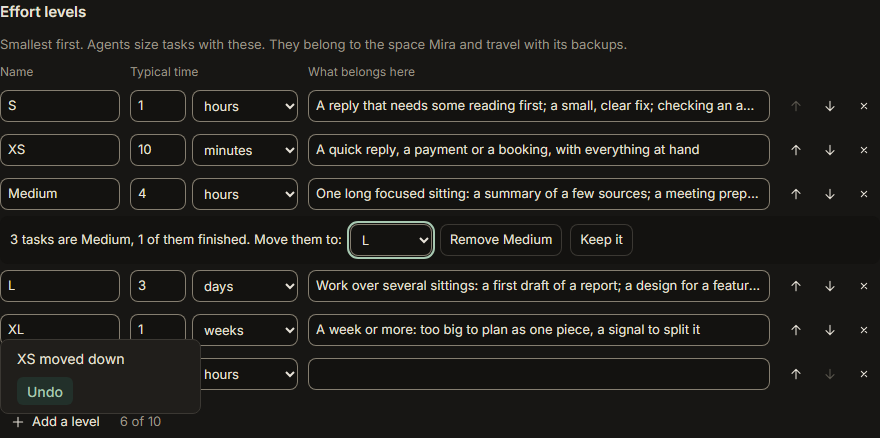 Effort levels
Smallest first. Agents size tasks with these. They belong to the space Mira and travel with its backups.
Name Typical time What belongs here
S 1 hours A reply that needs some reading first; a small, clear fix; checking an a...
XS 10 minutes A quick reply, a payment or a booking, with everything at hand
Medium 4 hours One long focused sitting: a summary of a few sources; a meeting prep...
3 tasks are Medium, 1 of them finished. Move them to: L Remove Medium Keep it
L 3 days Work over several sittings: a first draft of a report; a design for a featur...
XL 1 weeks A week or more: too big to plan as one piece, a signal to split it
XS moved down
hours
Undo
+ Add a level 6 of 10